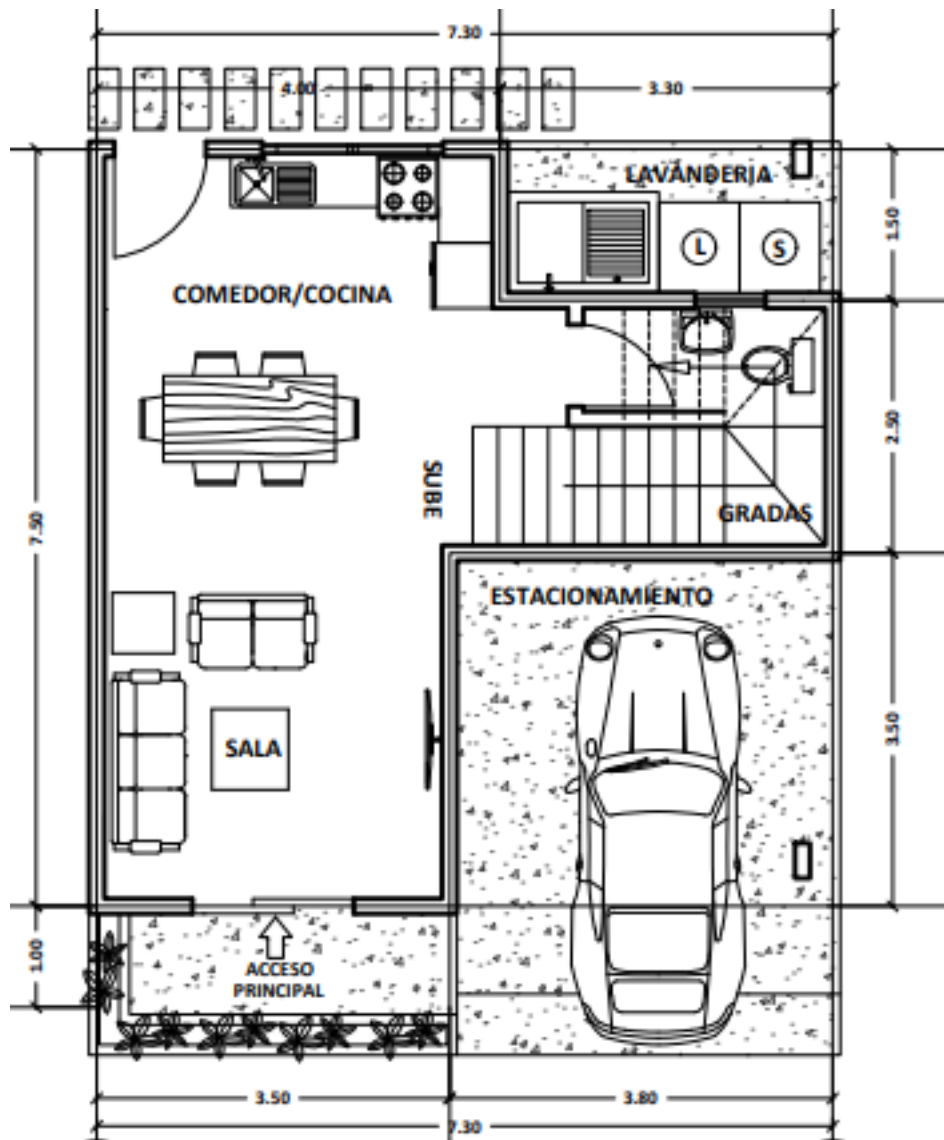 7.30
4.00
3.30
LAVANDERJA
1.50
L
S
COMEDOR/COCINA
2.50
SUBE
GRADAS
7.50
ESTACIONAMIENTO
SALA
3.50
1.00
ACCESO
PRINCIPAL
3.50
3.80
7.30